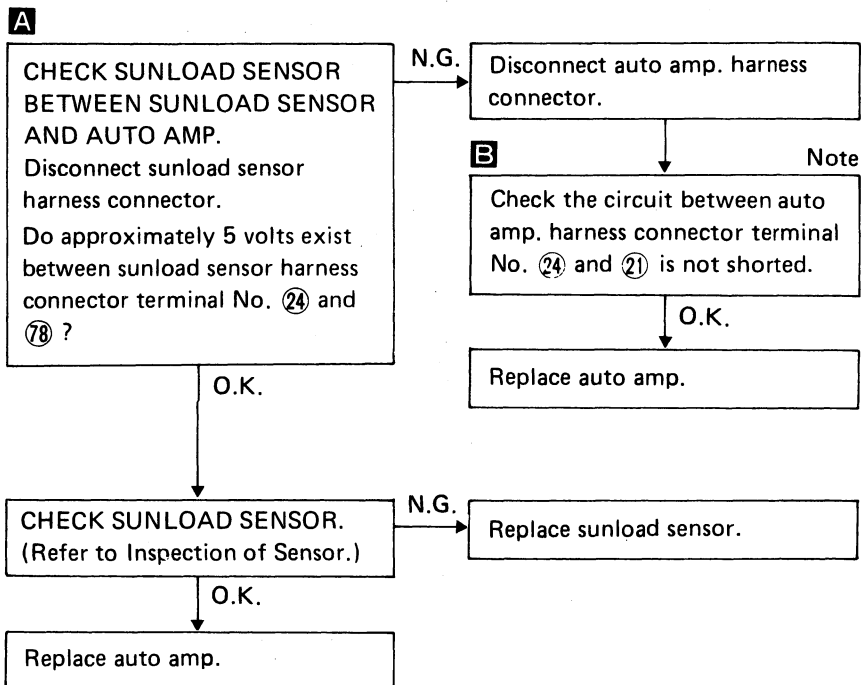 A
CHECK SUNLOAD SENSOR
BETWEEN SUNLOAD SENSOR
AND AUTO AMP.
Disconnect sunload sensor
harness connector.
Do approximately 5 volts exist
between sunload sensor harness
connector terminal No. ㉔ and
(78) ?
N.G.
Disconnect auto amp. harness
connector.
B
Note
Check the circuit between auto
amp. harness connector terminal
No. ㉔ and ㉑ is not shorted.
O.K.
Replace auto amp.
O.K.
CHECK SUNLOAD SENSOR.
(Refer to Inspection of Sensor.)
N.G.
Replace sunload sensor.
O.K.
Replace auto amp.